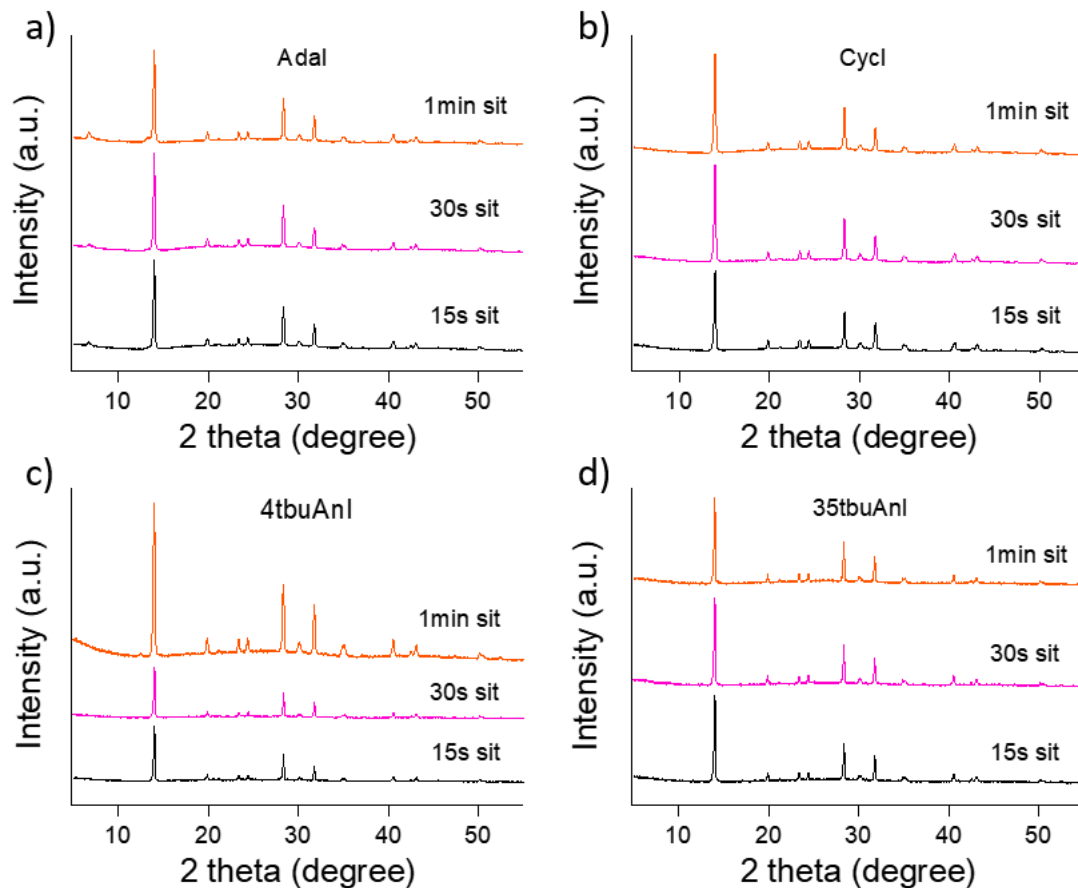 a)
AdaI
1min sit
30s sit
15s sit
Intensity (a.u.)
10 20 30 40 50
2 theta (degree)
b)
CycI
1min sit
30s sit
15s sit
Intensity (a.u.)
10 20 30 40 50
2 theta (degree)
c)
4tbuAnI
1min sit
30s sit
15s sit
Intensity (a.u.)
10 20 30 40 50
2 theta (degree)
d)
35tbuAnI
1min sit
30s sit
15s sit
Intensity (a.u.)
10 20 30 40 50
2 theta (degree)